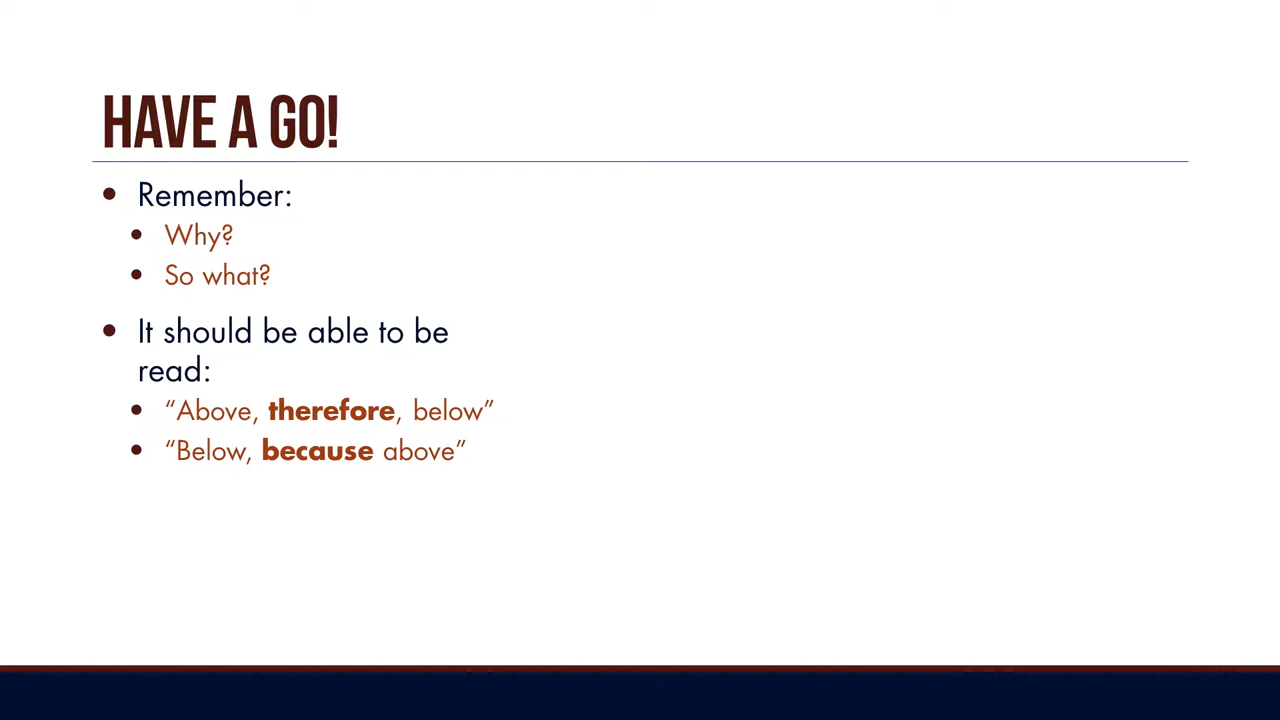 HAVE A GO!
• Remember:
• Why?
• So what?
• It should be able to be
read:
• “Above, therefore, below”
• “Below, because above”